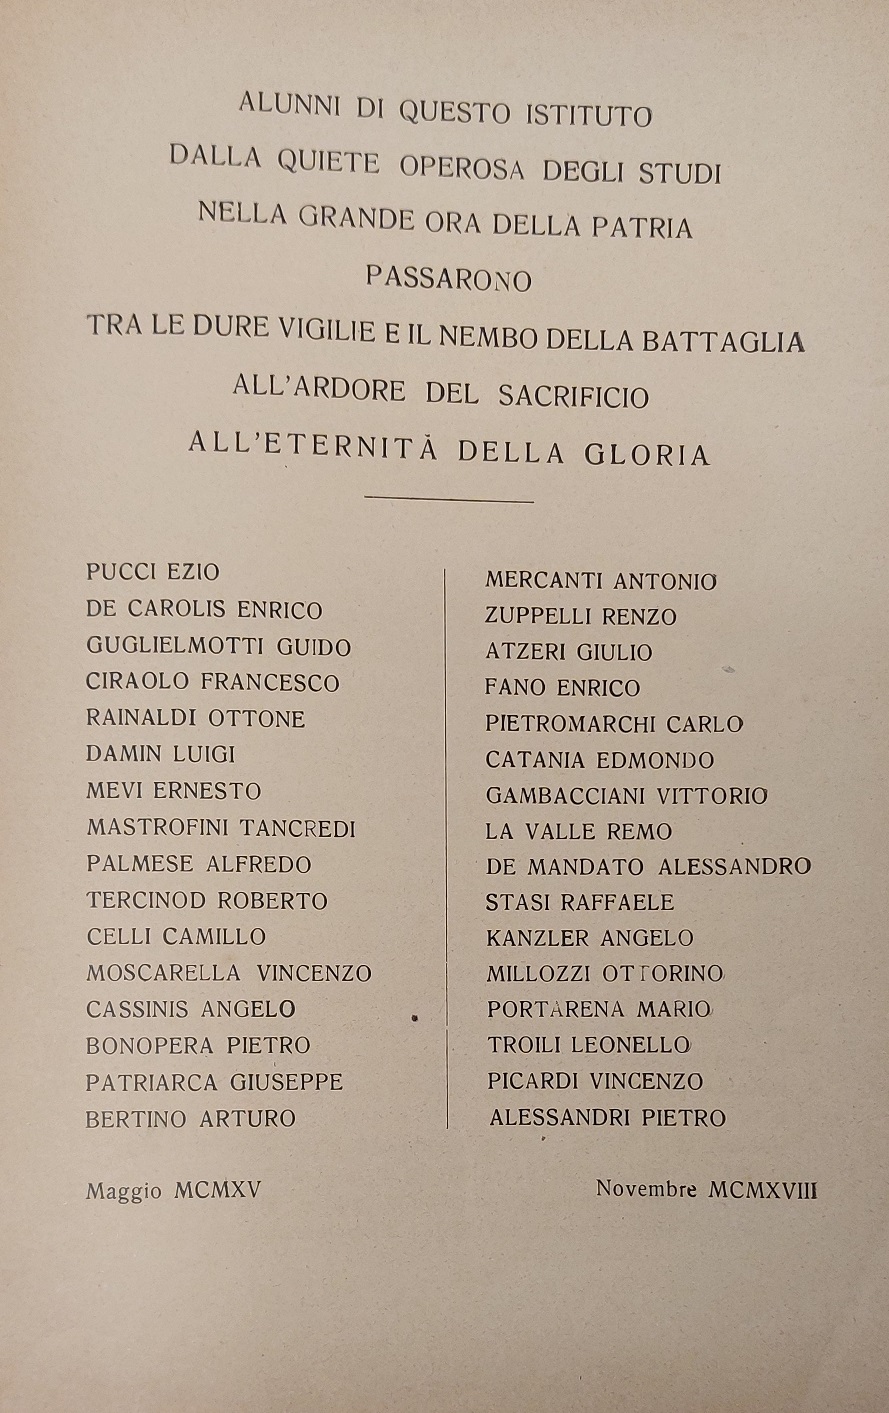 ALUNNI DI QUESTO ISTITUTO
DALLA QUIETE OPEROSA DEGLI STUDI
NELLA GRANDE ORA DELLA PATRIA
PASSARONO
TRA LE DURE VIGILIE E IL NEMBO DELLA BATTAGLIA
ALL'ARDORE DEL SACRIFICIO
ALL'ETERNITÀ DELLA GLORIA
PUCCI EZIO
DE CAROLIS ENRICO
GUGLIELMOTTI GUIDO
CIRAOLO FRANCESCO
RAINALDI OTTONE
DAMIN LUIGI
MEVI ERNESTO
MASTROFINI TANCREDI
PALMESE ALFREDO
TERCINOD ROBERTO
CELLI CAMILLO
MOSCARELLA VINCENZO
CASSINIS ANGELO
BONOPERA PIETRO
PATRIARCA GIUSEPPE
BERTINO ARTURO
MERCANTI ANTONIO
ZUPPELLI RENZO
ATZERI GIULIO
FANO ENRICO
PIETROMARCHI CARLO
CATANIA EDMONDO
GAMBACCIANI VITTORIO
LA VALLE REMO
DE MANDATO ALESSANDRO
STASI RAFFAELE
KANZLER ANGELO
MILLOZZI OTTORINO
PORTARENA MARIO
TROILI LEONELLO
PICARDI VINCENZO
ALESSANDRI PIETRO
Maggio MCMXV
Novembre MCMXVIII